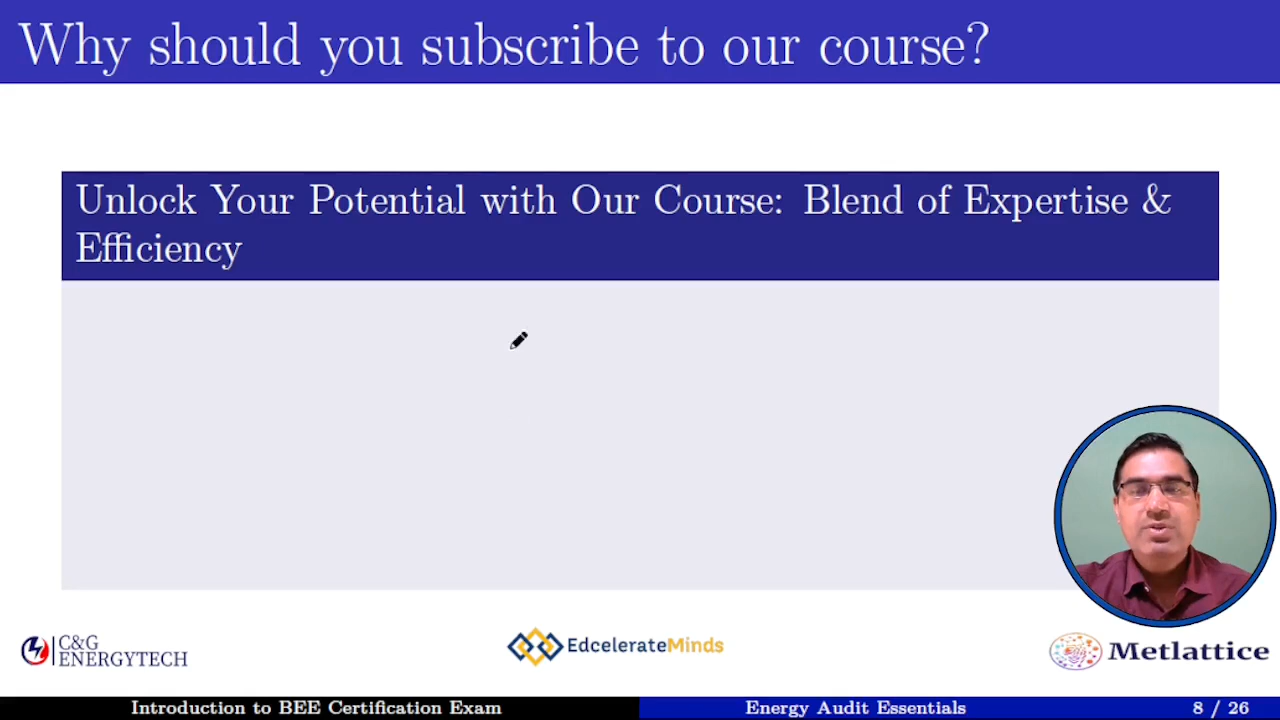 Why should you subscribe to our course?
Unlock Your Potential with Our Course: Blend of Expertise &
Efficiency
C&G
ENERGYTECH
EdcelerateMinds
Metlattice
Introduction to BEE Certification Exam
Energy Audit Essentials
8 / 26